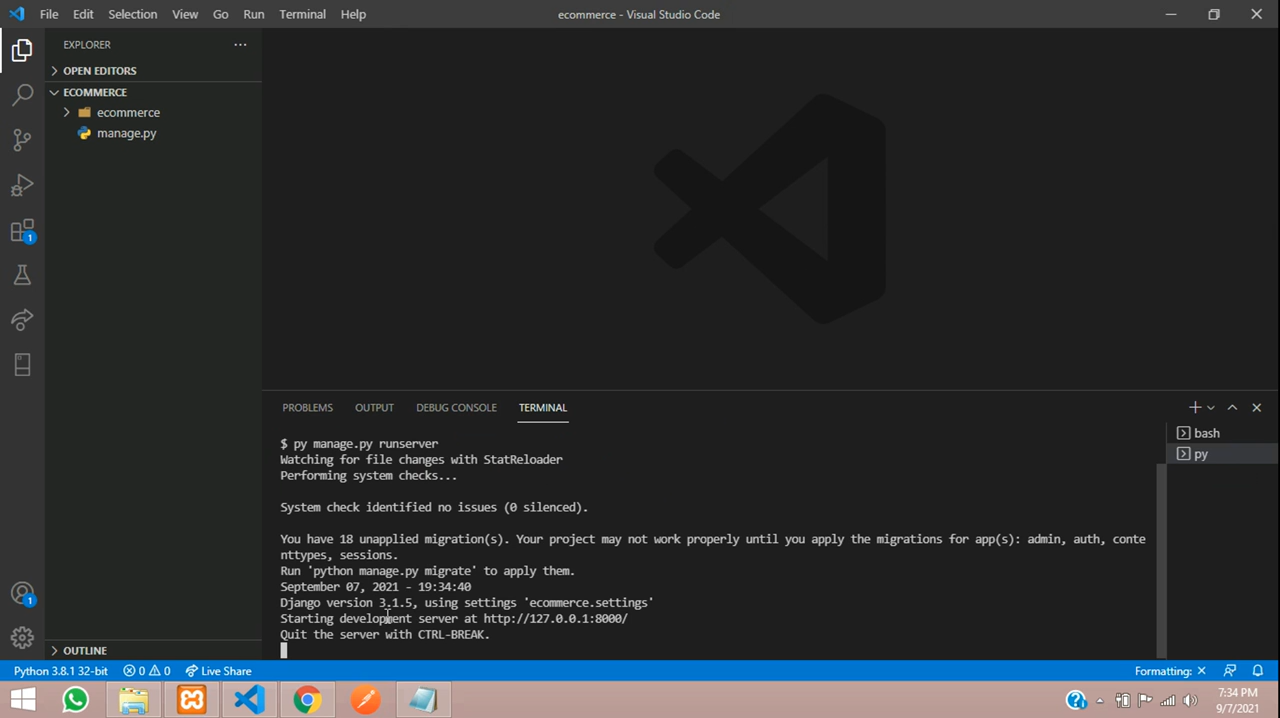 File Edit Selection View Go Run Terminal Help
ecommerce - Visual Studio Code
EXPLORER
OPEN EDITORS
ECOMMERCE
ecommerce
manage.py
PROBLEMS OUTPUT DEBUG CONSOLE TERMINAL
bash
py
$ py manage.py runserver
Watching for file changes with StatReloader
Performing system checks...
System check identified no issues (0 silenced).
You have 18 unapplied migration(s). Your project may not work properly until you apply the migrations for app(s): admin, auth, conte
nttypes, sessions.
Run 'python manage.py migrate' to apply them.
September 07, 2021 - 19:34:40
Django version 3.1.5, using settings 'ecommerce.settings'
Starting development server at http://127.0.0.1:8000/
Quit the server with CTRL-BREAK.
1
1
OUTLINE
Python 3.8.1 32-bit 0 0 Live Share Formatting: ×
7:34 PM
9/7/2021